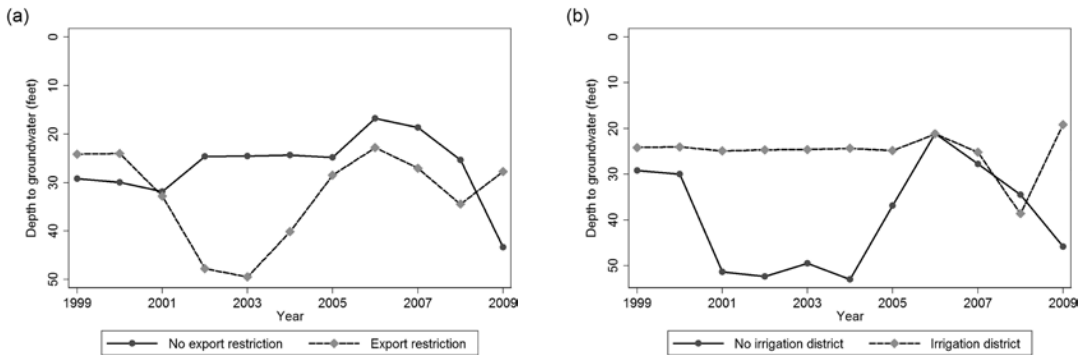 (a)
Depth to groundwater (feet)
0
10
20
30
40
50
1999 2001 2003 2005 2007 2009
Year
No export restriction Export restriction
(b)
Depth to groundwater (feet)
0
10
20
30
40
50
1999 2001 2003 2005 2007 2009
Year
No irrigation district Irrigation district